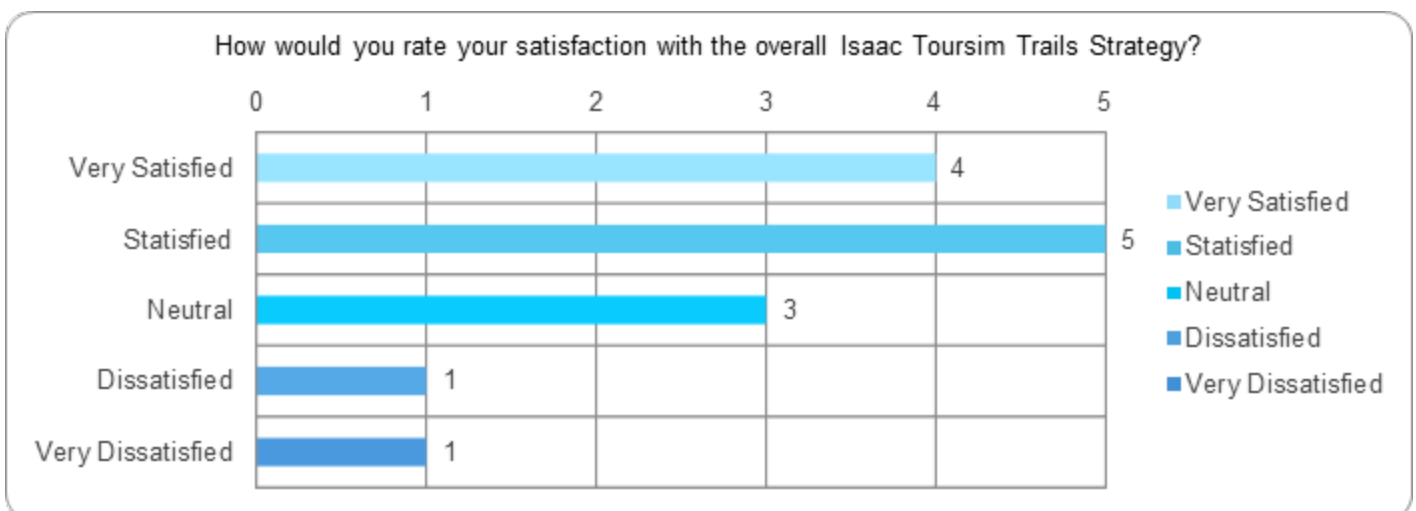 How would you rate your satisfaction with the overall Isaac Toursim Trails Strategy?
0 1 2 3 4 5
Very Satisfied 4
Statisfied 5
Neutral 3
Dissatisfied 1
Very Dissatisfied 1
Very Satisfied
Statisfied
Neutral
Dissatisfied
Very Dissatisfied